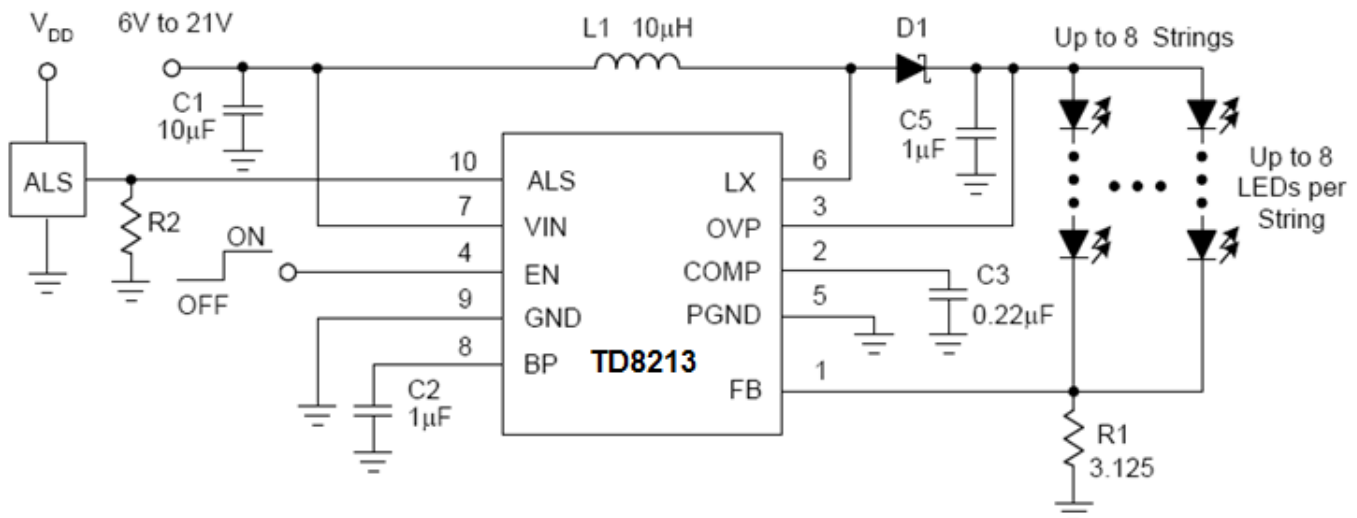 V_DD
6V to 21V
L1 10μH
D1
Up to 8 Strings
C1
10μF
C5
1μF
Up to 8
LEDs per
String
ALS
R2
10
ALS
LX
6
7
VIN
OVP
3
ON
OFF
4
EN
COMP
2
C3
0.22μF
9
GND
PGND
5
8
BP
TD8213
C2
1μF
FB
1
R1
3.125